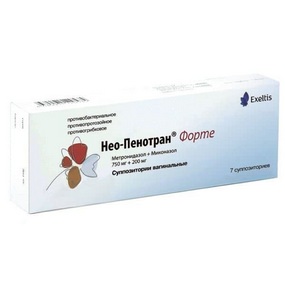 противобактериальное
противопротозойное
противогрибковое
Exeltis
Нео-Пенотран® Форте
Метронидазол + Миконазол
750 мг + 200 мг
Суппозитории вагинальные
7 суппозиториев